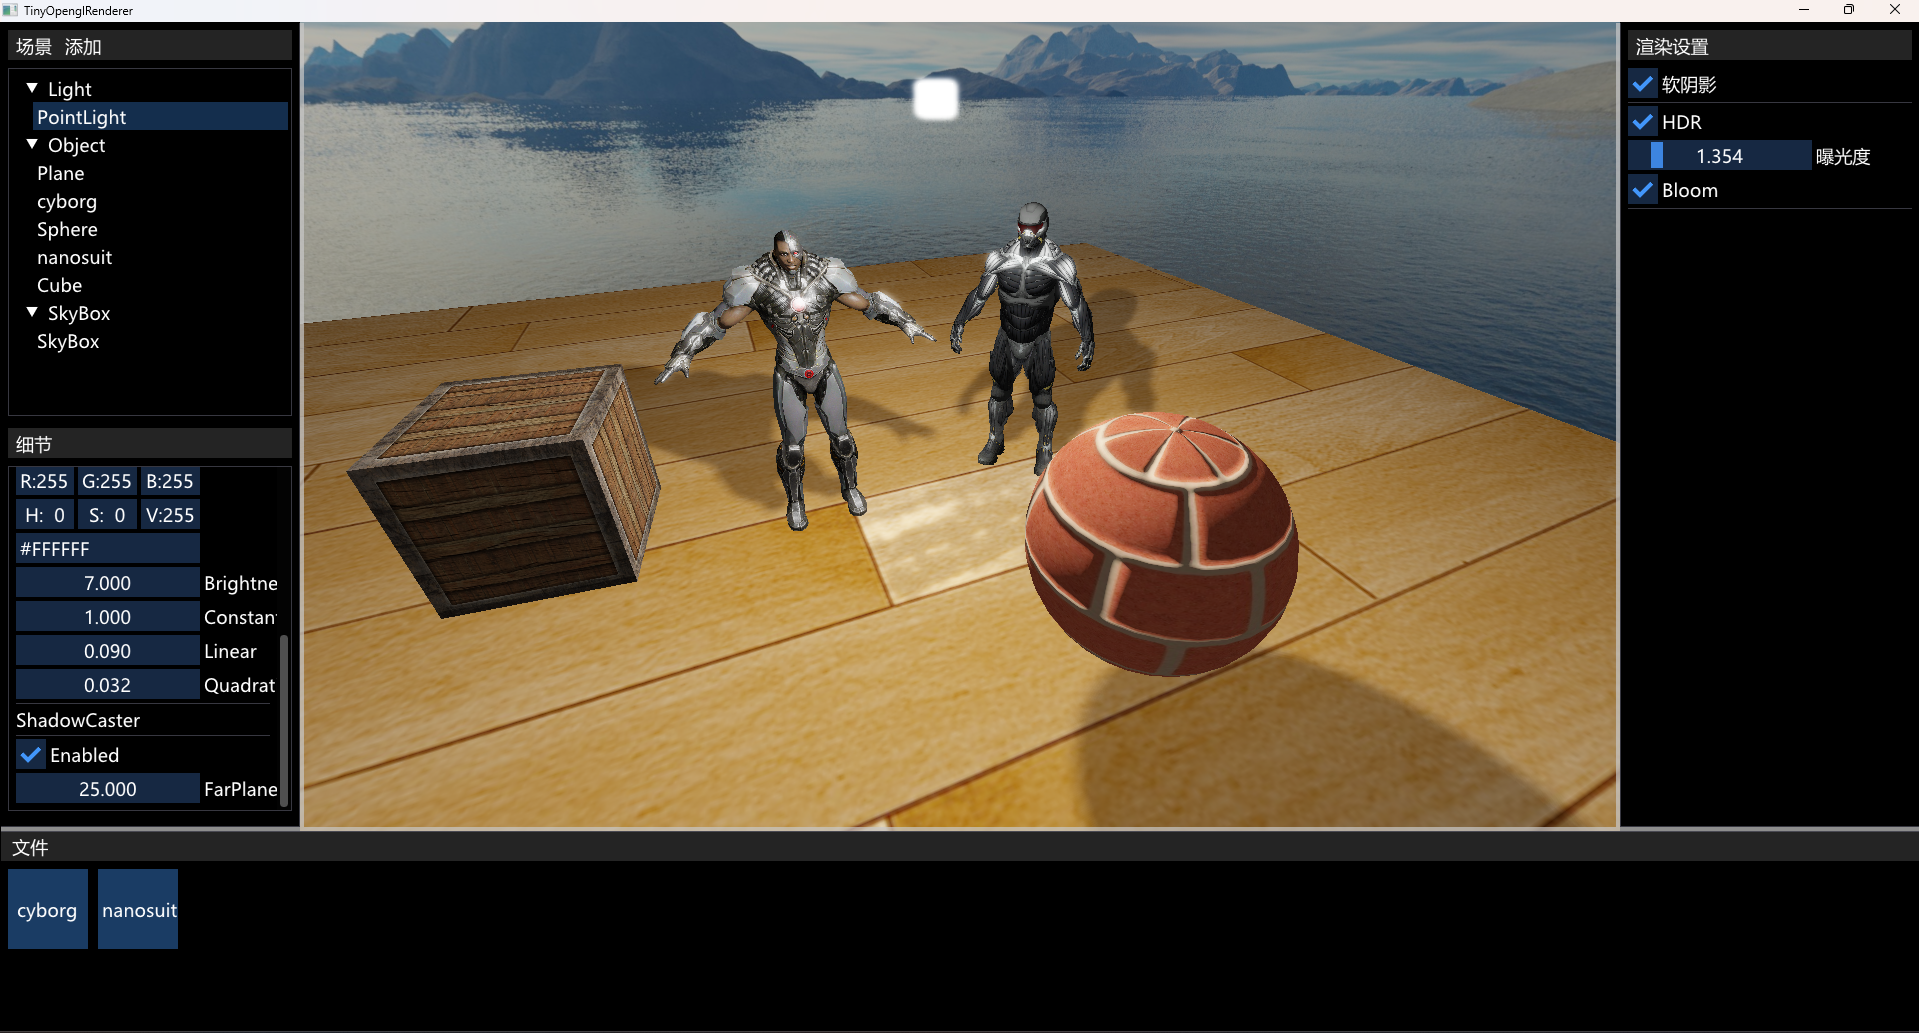 TinyOpenglRenderer
场景 添加
Light
PointLight
Object
Plane
cyborg
Sphere
nanosuit
Cube
SkyBox
SkyBox
细节
R:255 G:255 B:255
H: 0 S: 0 V:255
#FFFFFF
7.000 Brightne
1.000 Constan
0.090 Linear
0.032 Quadrat
ShadowCaster
Enabled
25.000 FarPlane
渲染设置
软阴影
HDR
1.354 曝光度
Bloom
文件
cyborg nanosuit